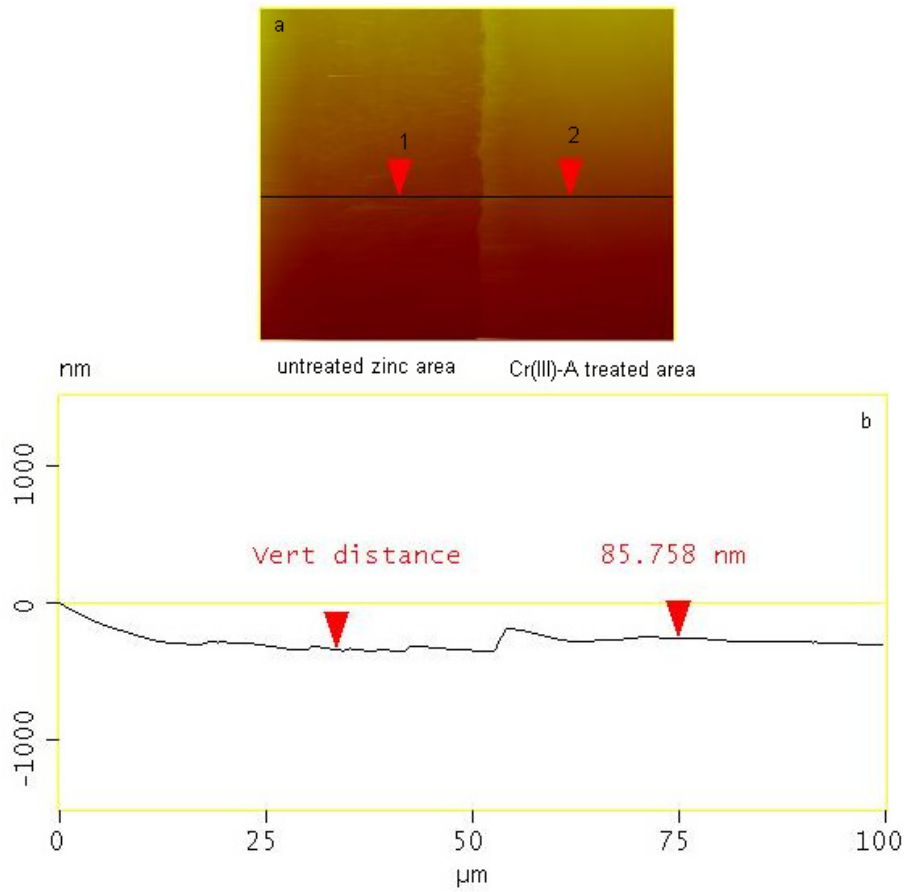 a
1
2
untreated zinc area
Cr(III)-A treated area
nm
b
1000
Vert distance
85.758 nm
0
-1000
0
25
50
75
100
µm